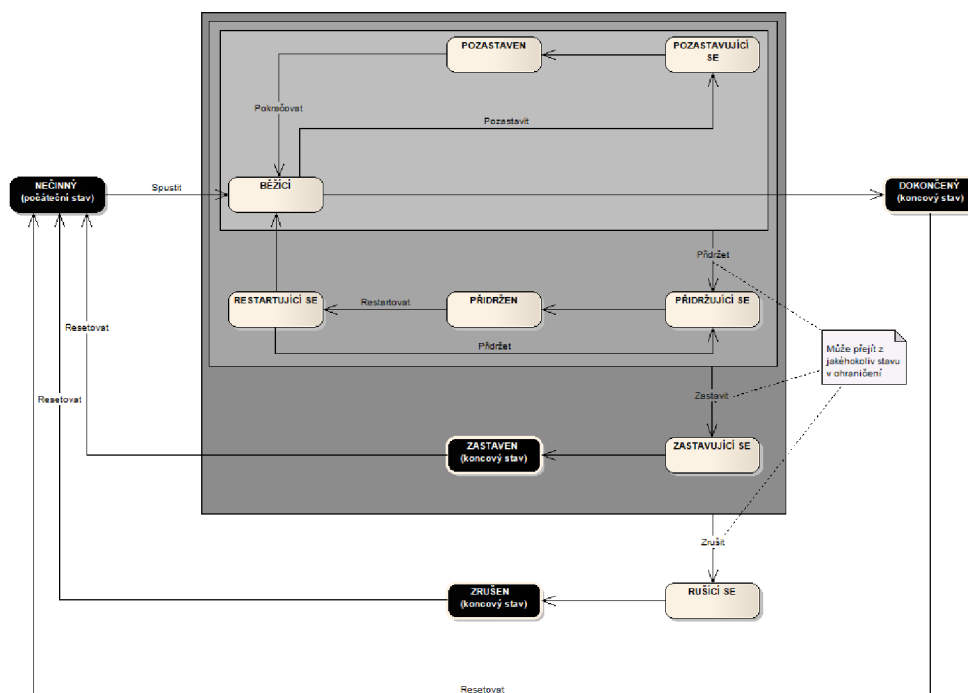 POZASTAVEN
POZASTAVUJÍCÍ
SE
Pokračovat
Pozastavit
NEČINNÝ
(počáteční stav)
Spustit
BĚŽÍCÍ
DOKONČENÝ
(koncový stav)
Přidržet
RESTARTUJÍCÍ SE
Restartovat
PŘIDRŽEN
PŘIDRŽUJÍCÍ SE
Resetovat
Přidržet
Může přejít z
jakéhokoliv stavu
v ohraničení
Resetovat
Zastavit
ZASTAVEN
(koncový stav)
ZASTAVUJÍCÍ SE
Zrušit
ZRUŠEN
(koncový stav)
RUŠÍCÍ SE
Resetovat